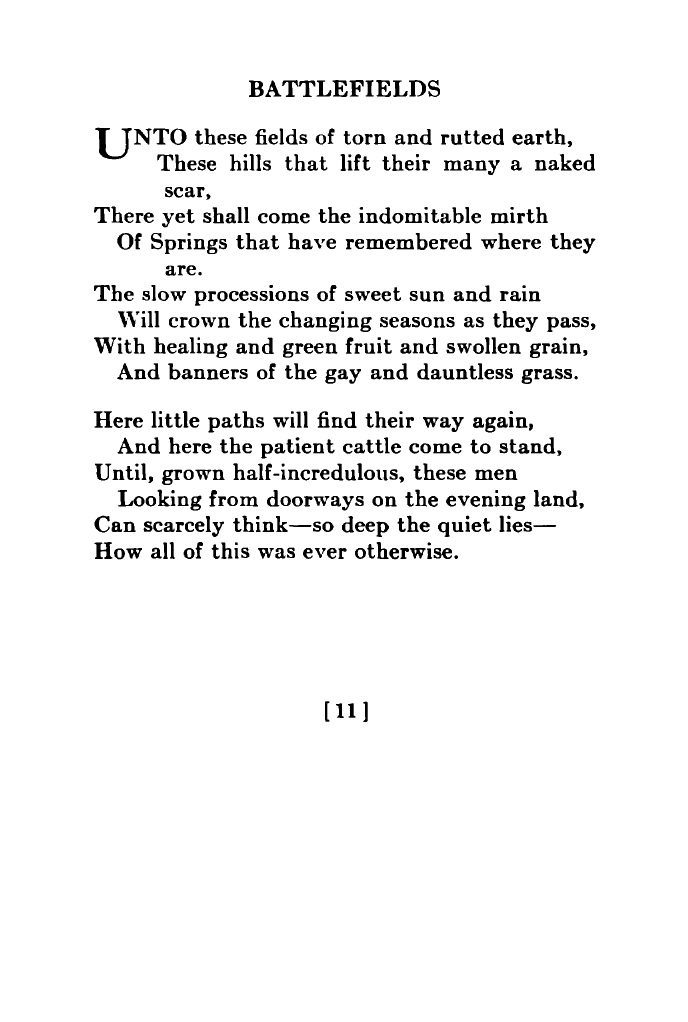 BATTLEFIELDS
UNTO these fields of torn and rutted earth,
These hills that lift their many a naked
scar,
There yet shall come the indomitable mirth
Of Springs that have remembered where they
are.
The slow processions of sweet sun and rain
Will crown the changing seasons as they pass,
With healing and green fruit and swollen grain,
And banners of the gay and dauntless grass.
Here little paths will find their way again,
And here the patient cattle come to stand,
Until, grown half-incredulous, these men
Looking from doorways on the evening land,
Can scarcely think—so deep the quiet lies—
How all of this was ever otherwise.
[11]